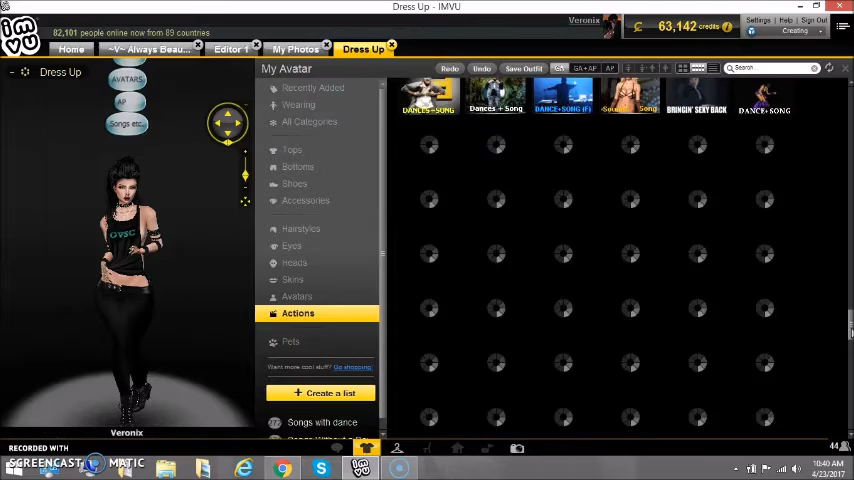 Dress Up - IMVU
imvu
82,101 people online now from 89 countries
Veronix
63,142 credits
Settings | Help | Sign Out
Creating
Home
~V~ Always Beau...
Editor 1
My Photos
Dress Up
Dress Up
My Avatar
Redo
Undo
Save Outfit
GA
GA+AP
AP
Search...
AVATARS
AP
Songs etc.
Recently Added
Wearing
All Categories
Tops
Bottoms
Shoes
Accessories
Hairstyles
Eyes
Heads
Skins
Avatars
Actions
Pets
Want more cool stuff? Go shopping
+ Create a list
272 Songs with dance
DANCES+SONG
Dances + Song
DANCE+SONG (F)
Song
BRINGIN' SEXY BACK
DANCE+SONG
OVSC
Veronix
44
RECORDED WITH
SCREENCAST MATIC
10:40 AM
4/23/2017